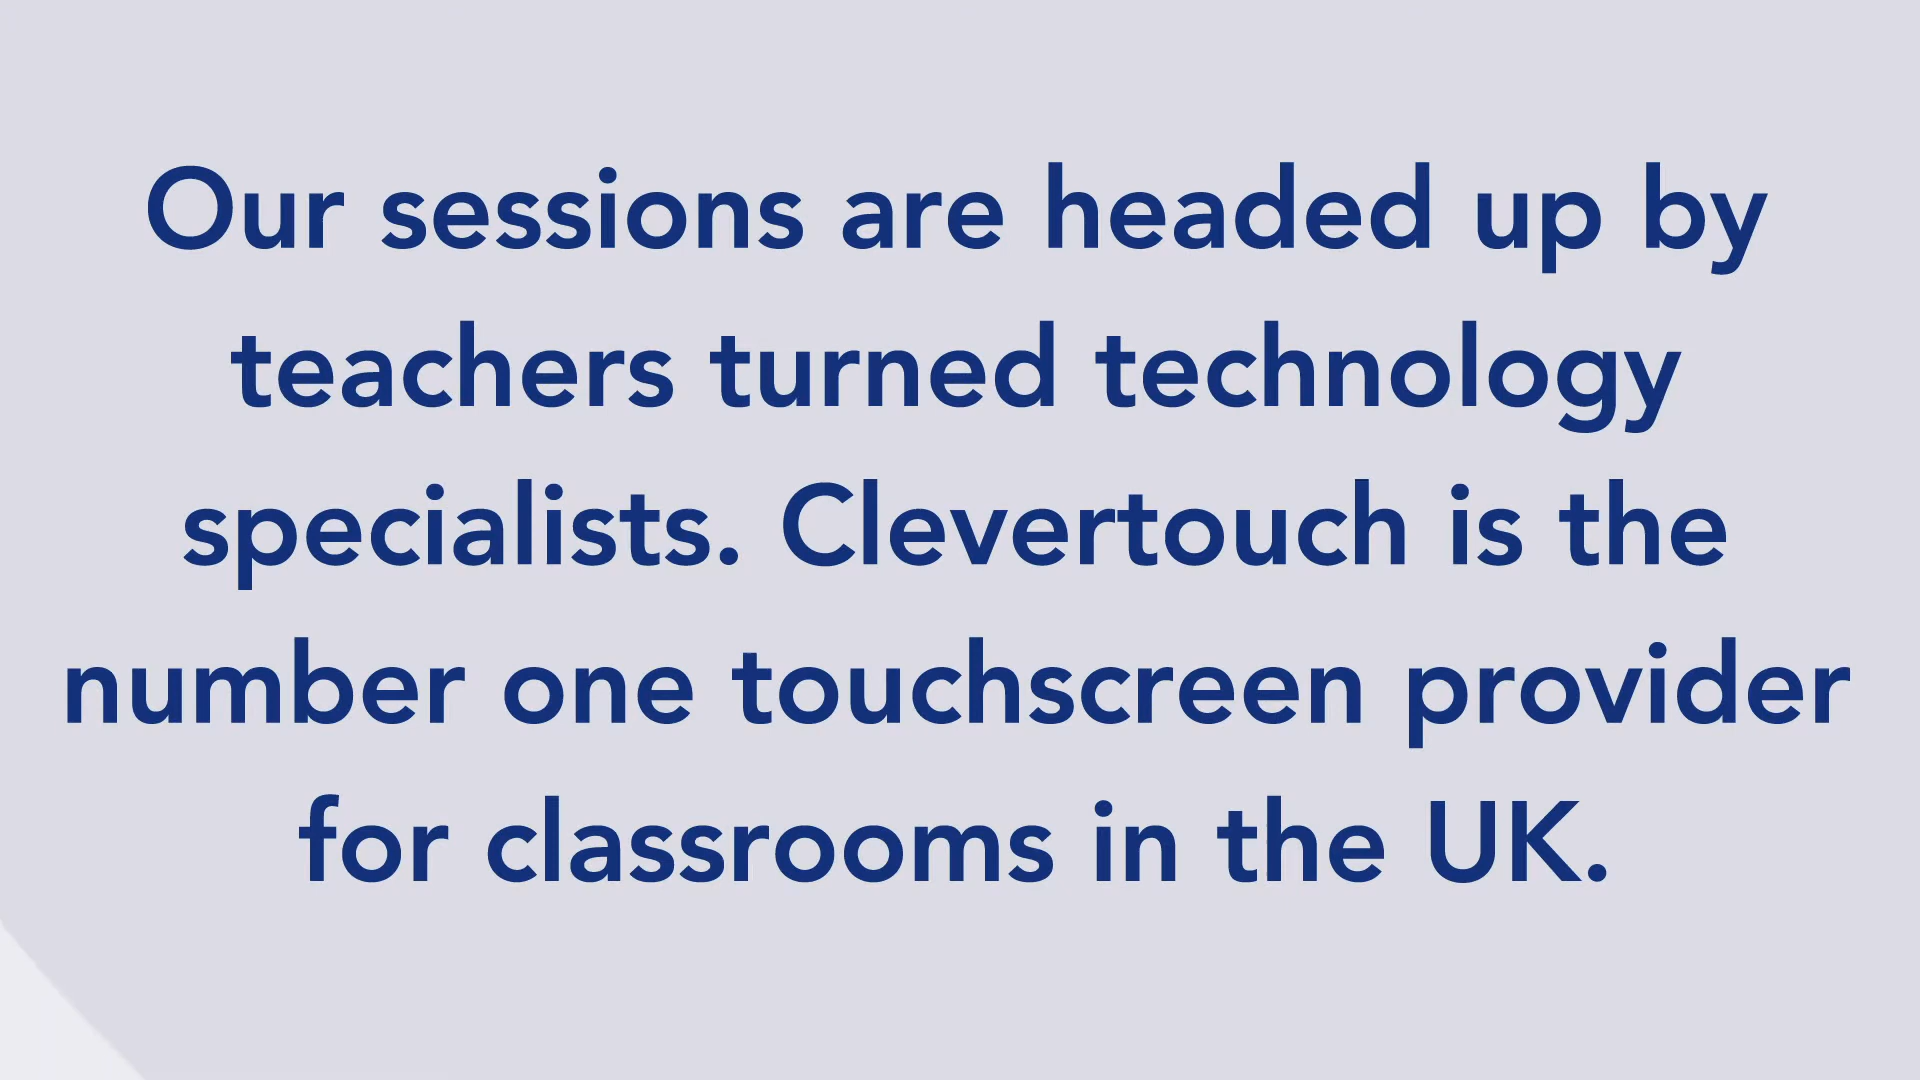 Our sessions are headed up by
teachers turned technology
specialists. Clevertouch is the
number one touchscreen provider
for classrooms in the UK.